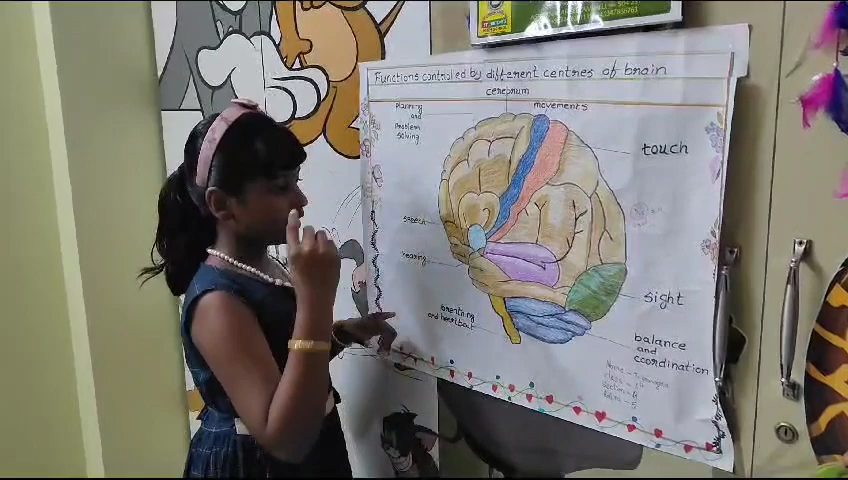 Functions controlled by different centres of brain
cerebrum
Planning
and
Problem
solving
movements
touch
speech
hearing
sight
breathing
and heartbeat
balance
and
coordination